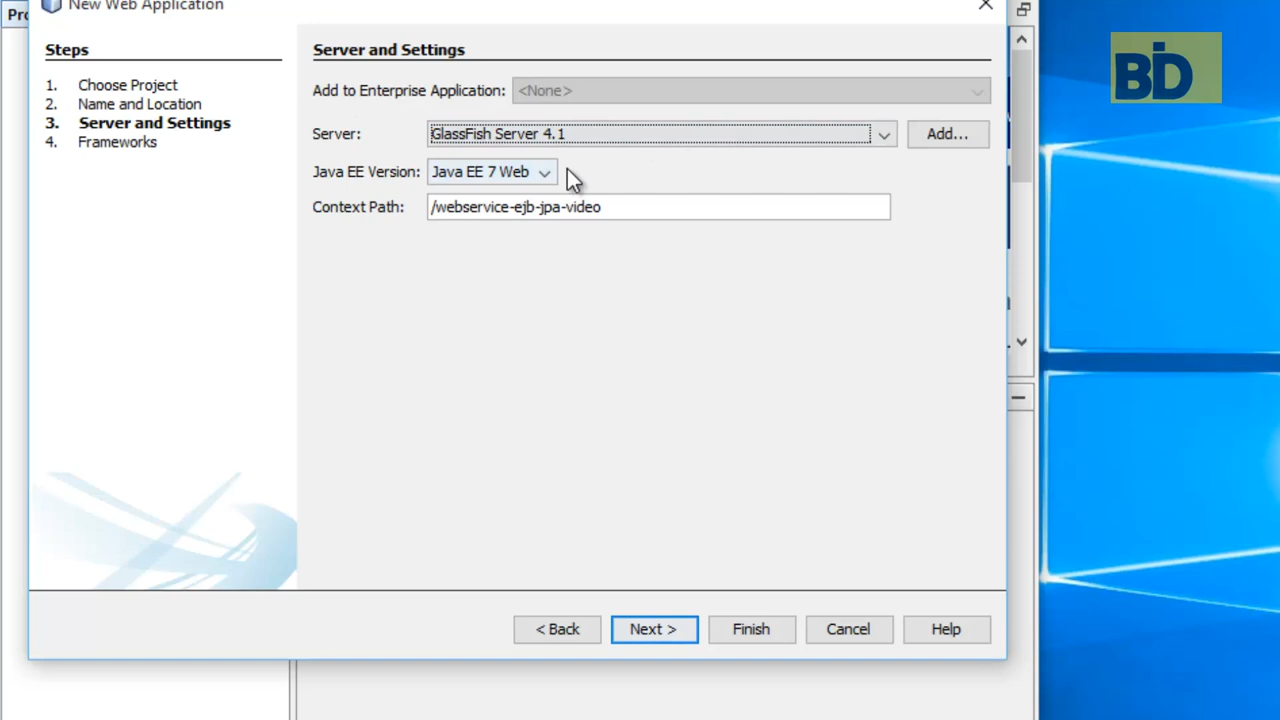 Pro
New Web Application
Steps
1. Choose Project
2. Name and Location
3. Server and Settings
4. Frameworks
Server and Settings
Add to Enterprise Application: <None>
Server: GlassFish Server 4.1 Add...
Java EE Version: Java EE 7 Web
Context Path: /webservice-ejb-jpa-video
< Back Next > Finish Cancel Help
BID